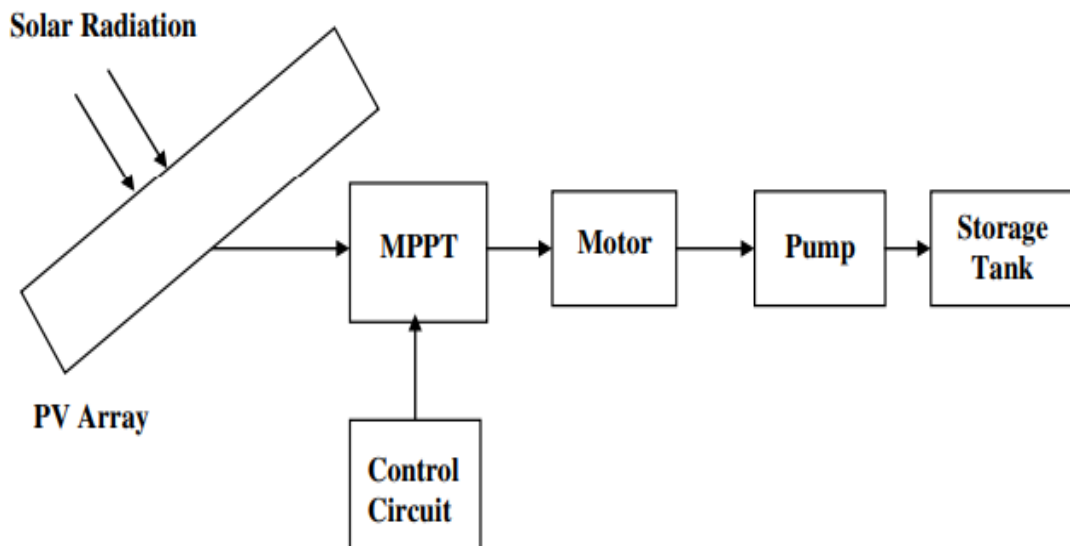 Solar Radiation
MPPT
Motor
Pump
Storage
Tank
PV Array
Control
Circuit